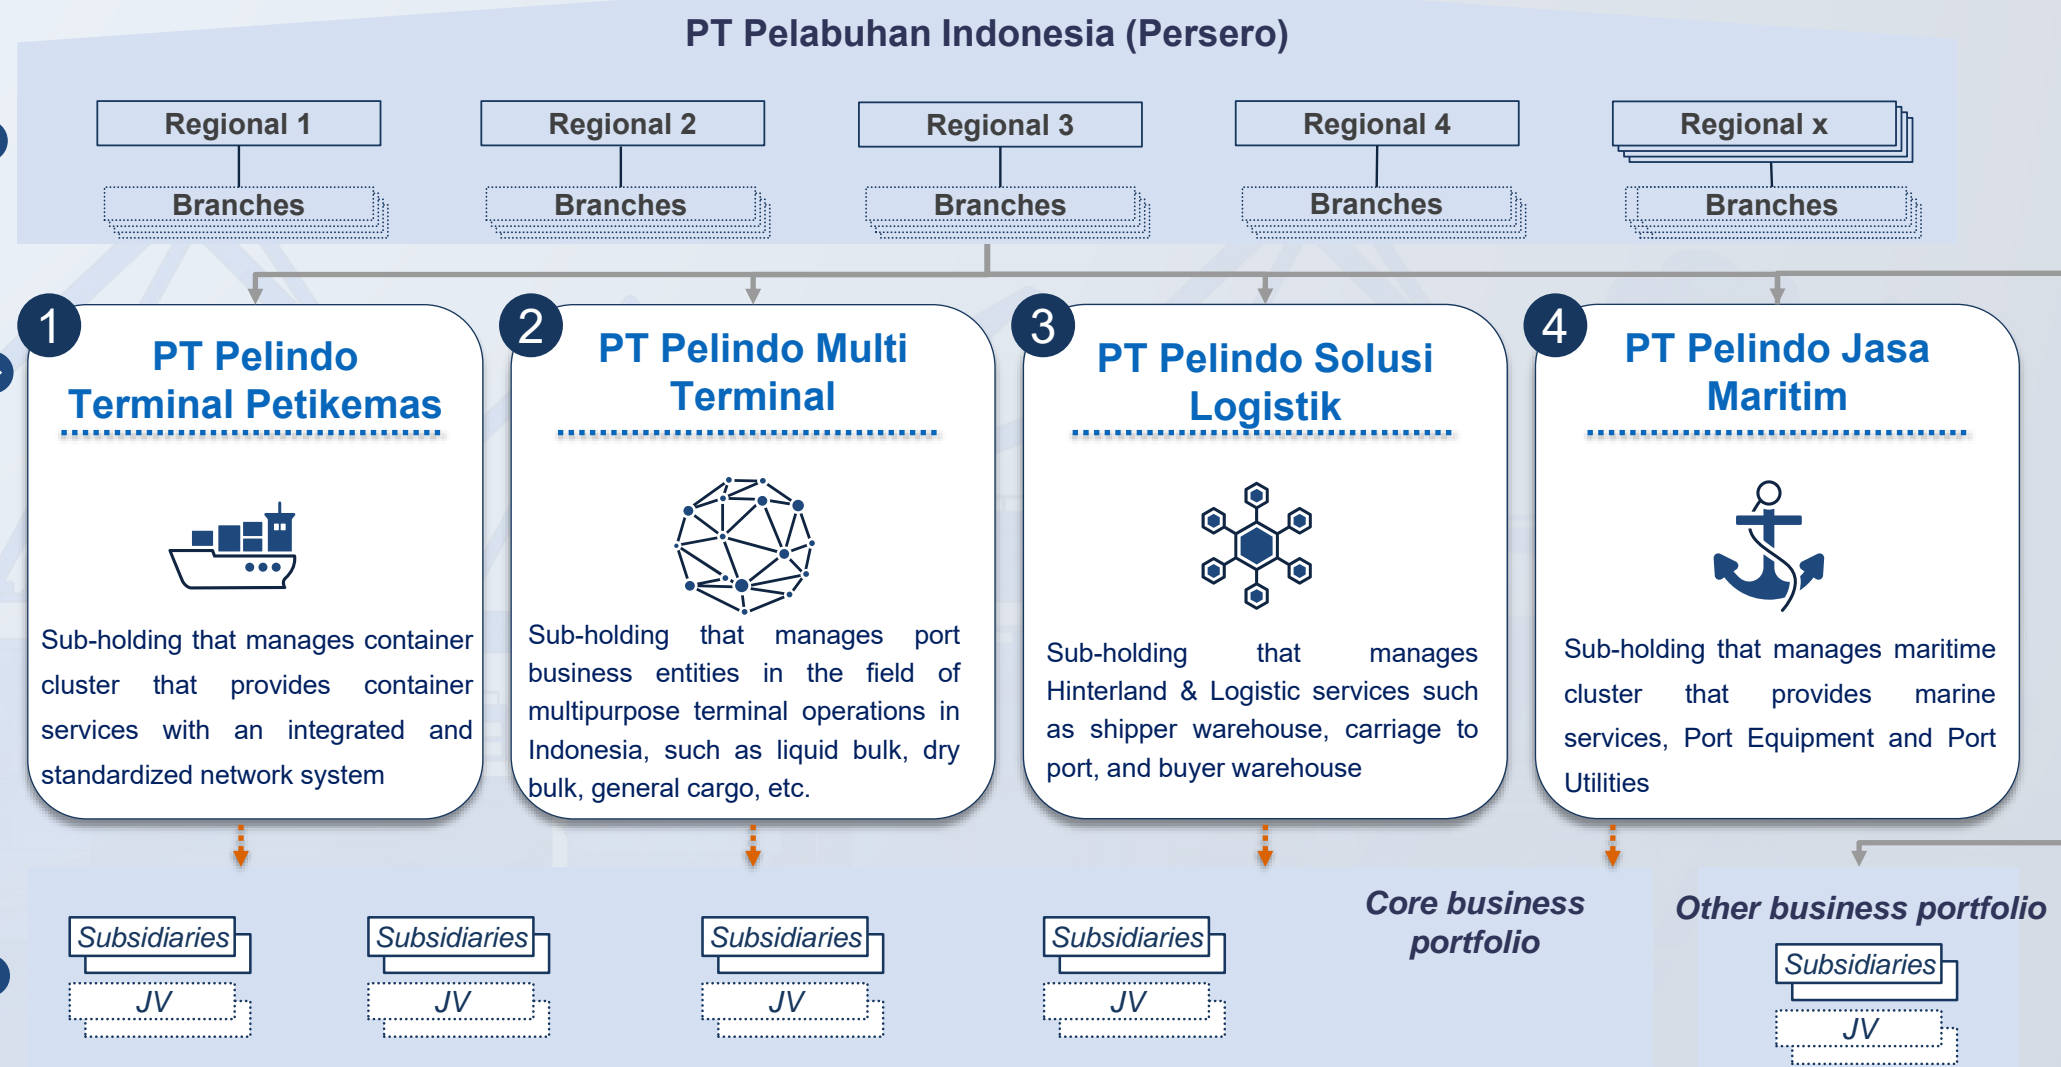 PT Pelabuhan Indonesia (Persero)
Regional 1
Regional 2
Regional 3
Regional 4
Regional x
Branches
Branches
Branches
Branches
Branches
1
PT Pelindo
Terminal Petikemas
Sub-holding that manages container
cluster that provides container
services with an integrated and
standardized network system
2
PT Pelindo Multi
Terminal
Sub-holding that manages port
business entities in the field of
multipurpose terminal operations in
Indonesia, such as liquid bulk, dry
bulk, general cargo, etc.
3
PT Pelindo Solusi
Logistik
Sub-holding that manages
Hinterland & Logistic services such
as shipper warehouse, carriage to
port, and buyer warehouse
4
PT Pelindo Jasa
Maritim
Sub-holding that manages maritime
cluster that provides marine
services, Port Equipment and Port
Utilities
Subsidiaries
JV
Subsidiaries
JV
Subsidiaries
JV
Subsidiaries
JV
Core business
portfolio
Other business portfolio
Subsidiaries
JV